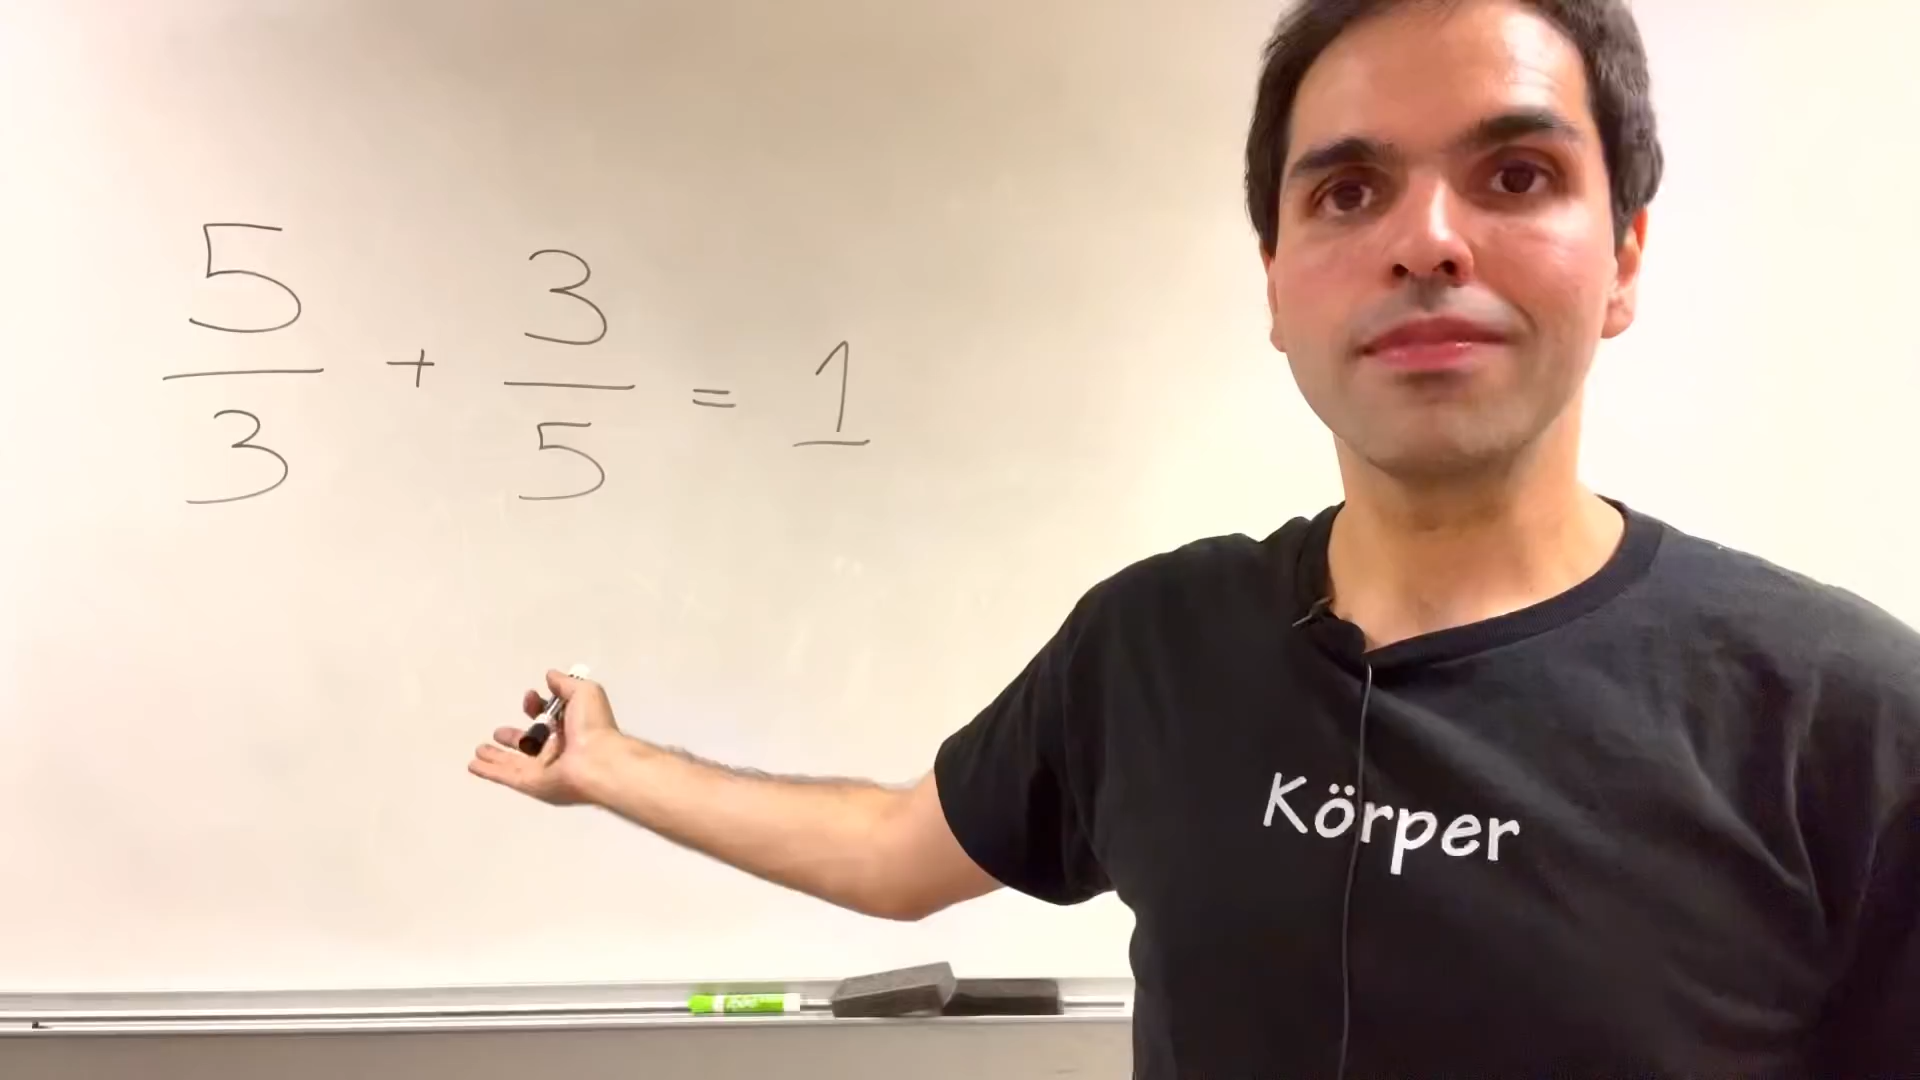 5/3 + 3/5 = 1
Körper